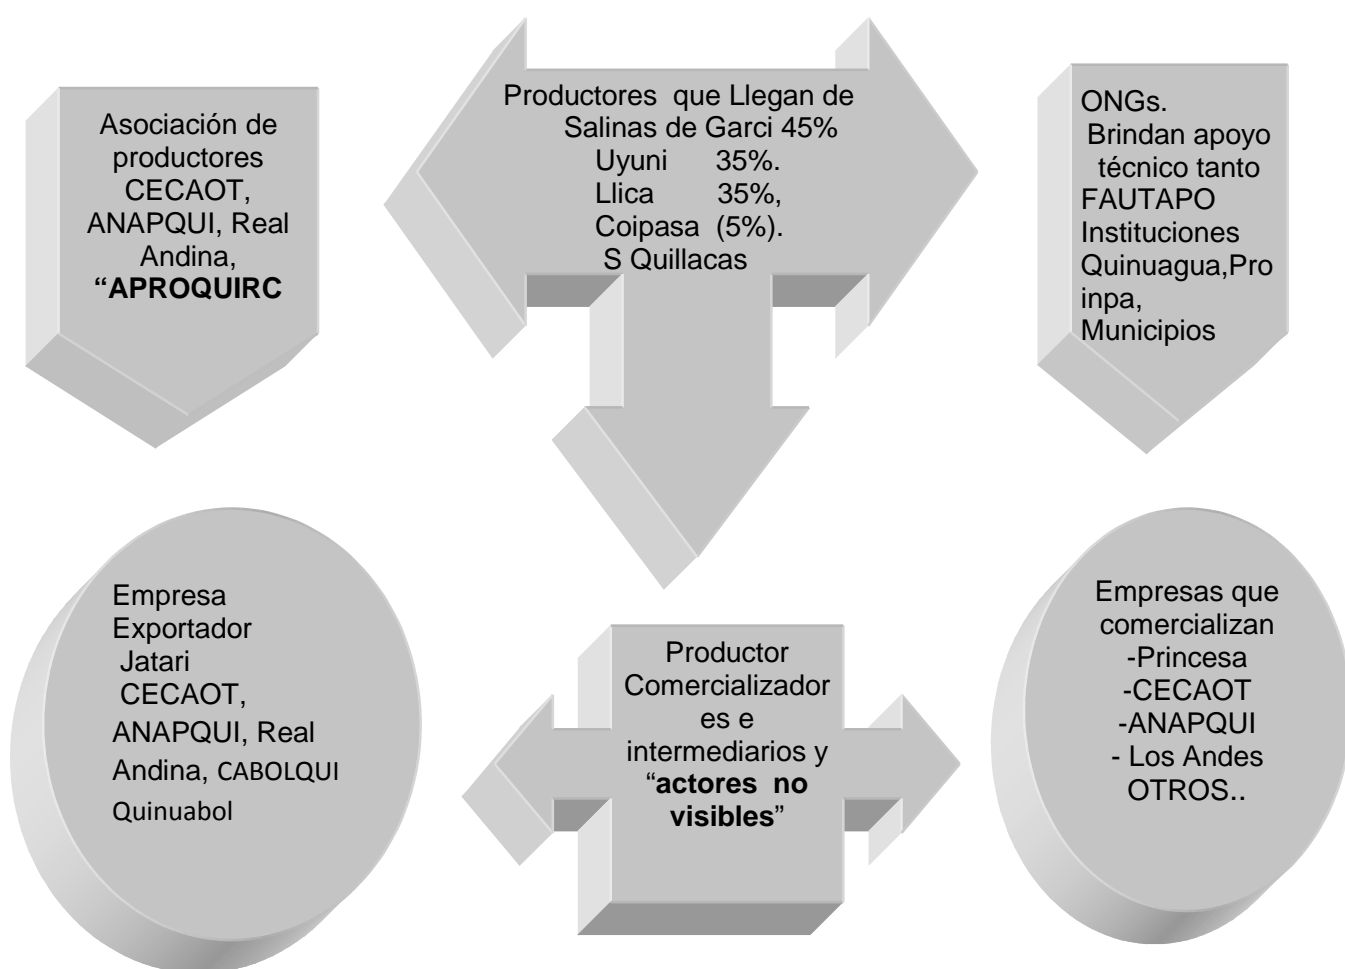 Asociación de
productores
CECAOT,
ANAPQUI, Real
Andina,
“APROQUIRC
Productores que Llegan de
Salinas de Garci 45%
Uyuni 35%.
Llica 35%,
Coipasa (5%).
S Quillacas
ONGs.
Brindan apoyo
técnico tanto
FAUTAPO
Instituciones
Quinuagua,Pro
inpa,
Municipios
Empresa
Exportador
Jatari
CECAOT,
ANAPQUI, Real
Andina, CABOLQUI
Quinuabol
Productor
Comercializador
es e
intermediarios y
“actores no
visibles”
Empresas que
comercializan
-Princesa
-CECAOT
-ANAPQUI
- Los Andes
OTROS..